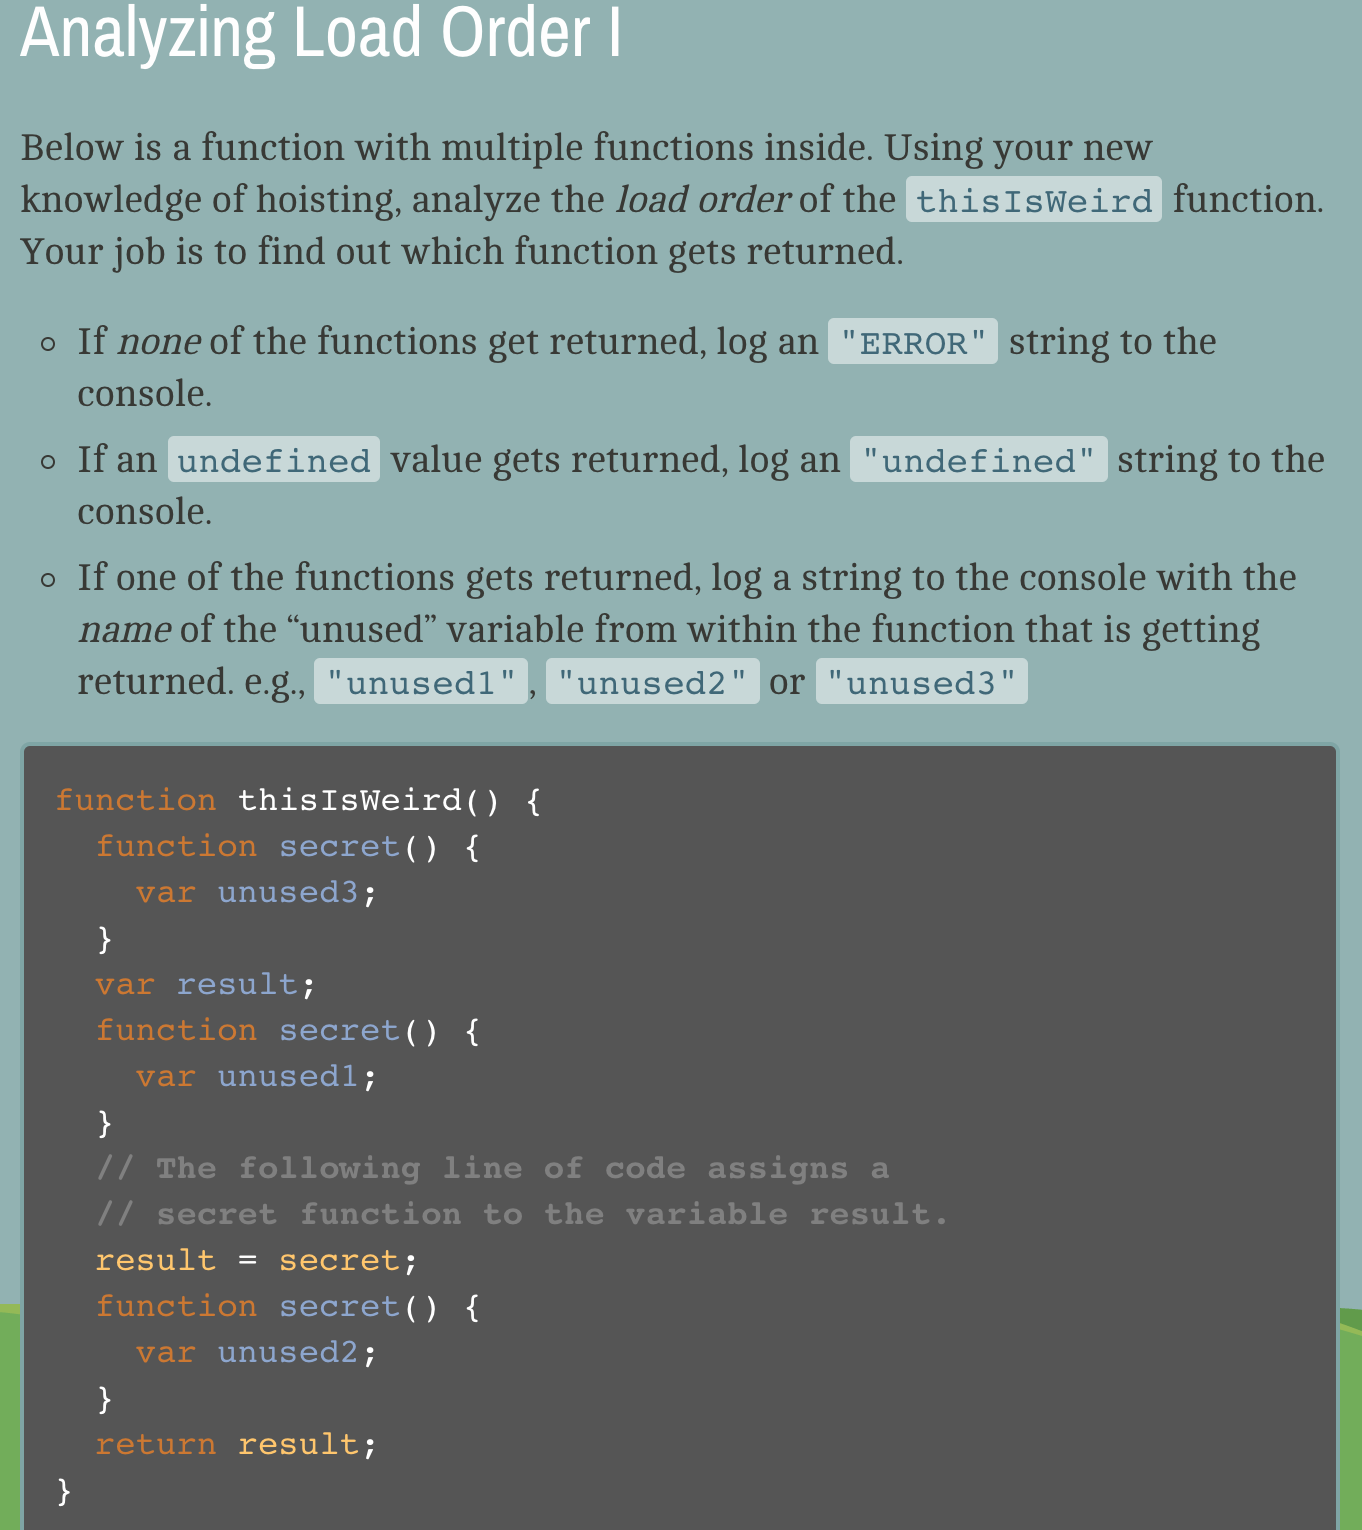 Analyzing Load Order I
Below is a function with multiple functions inside. Using your new
knowledge of hoisting, analyze the load order of the thisIsWeird function.
Your job is to find out which function gets returned.
If none of the functions get returned, log an "ERROR" string to the
console.
If an undefined value gets returned, log an "undefined" string to the
console.
If one of the functions gets returned, log a string to the console with the
name of the “unused” variable from within the function that is getting
returned. e.g., "unused1", "unused2" or "unused3"
function thisIsWeird() {
  function secret() {
    var unused3;
  }
  var result;
  function secret() {
    var unused1;
  }
  // The following line of code assigns a
  // secret function to the variable result.
  result = secret;
  function secret() {
    var unused2;
  }
  return result;
}